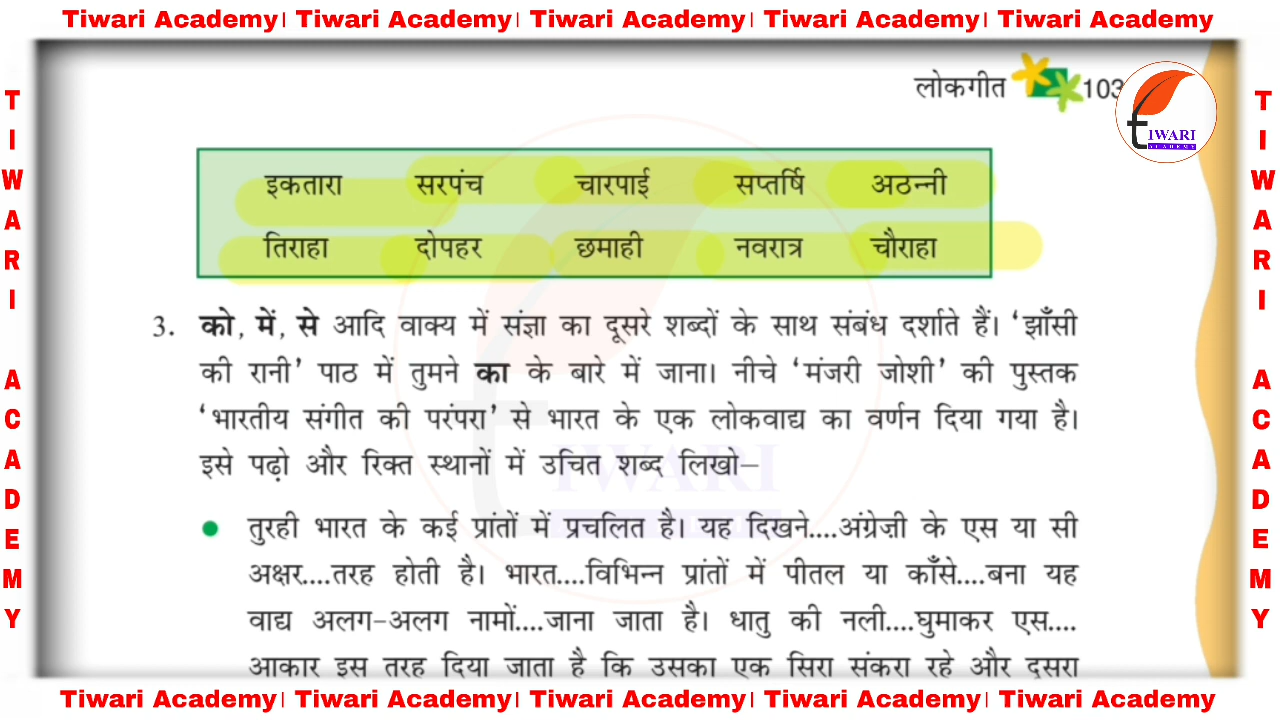 Tiwari Academy। Tiwari Academy। Tiwari Academy। Tiwari Academy। Tiwari Academy
लोकगीत 103
TIWARI
ACADEMY
इकतारा सरपंच चारपाई सप्तर्षि अठन्नी
तिराहा दोपहर छमाही नवरात्र चौराहा
3. को, में, से आदि वाक्य में संज्ञा का दूसरे शब्दों के साथ संबंध दर्शाते हैं। ‘झाँसी
की रानी’ पाठ में तुमने का के बारे में जाना। नीचे ‘मंजरी जोशी’ की पुस्तक
‘भारतीय संगीत की परंपरा’ से भारत के एक लोकवाद्य का वर्णन दिया गया है।
इसे पढ़ो और रिक्त स्थानों में उचित शब्द लिखो–
तुरही भारत के कई प्रांतों में प्रचलित है। यह दिखने....अंग्रेज़ी के एस या सी
अक्षर....तरह होती है। भारत....विभिन्न प्रांतों में पीतल या काँसे....बना यह
वाद्य अलग-अलग नामों....जाना जाता है। धातु की नली....घुमाकर एस....
आकार इस तरह दिया जाता है कि उसका एक सिरा संकरा रहे और दूसरा
TIWARI ACADEMY
TIWARI ACADEMY
Tiwari Academy। Tiwari Academy। Tiwari Academy। Tiwari Academy। Tiwari Academy